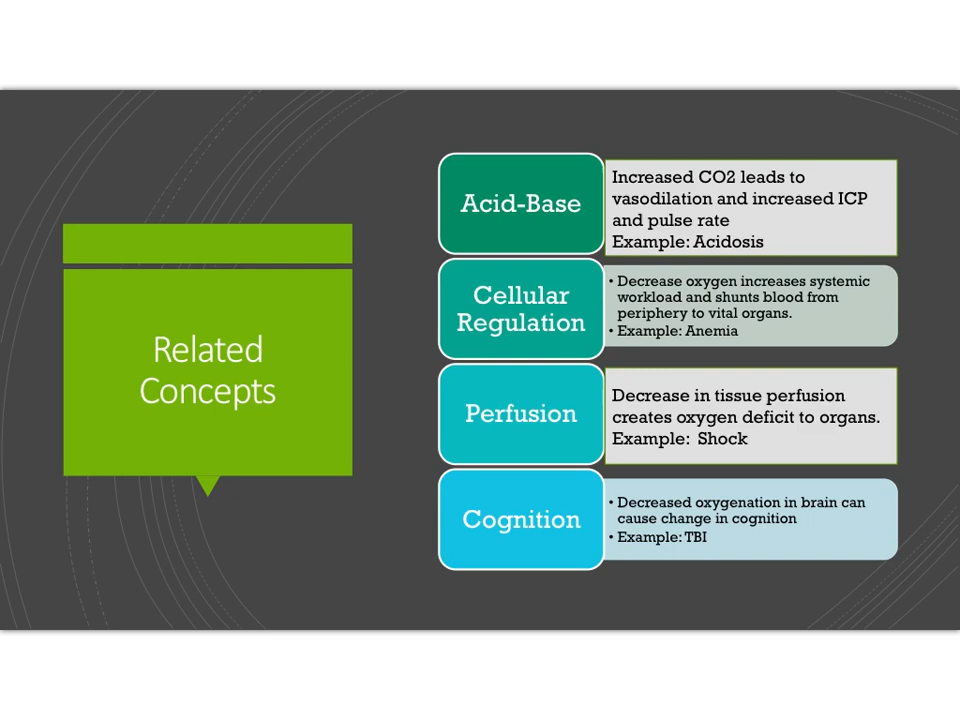 Related
Concepts
Acid-Base
Increased CO2 leads to
vasodilation and increased ICP
and pulse rate
Example: Acidosis
Cellular
Regulation
• Decrease oxygen increases systemic
workload and shunts blood from
periphery to vital organs.
• Example: Anemia
Perfusion
Decrease in tissue perfusion
creates oxygen deficit to organs.
Example: Shock
Cognition
• Decreased oxygenation in brain can
cause change in cognition
• Example: TBI